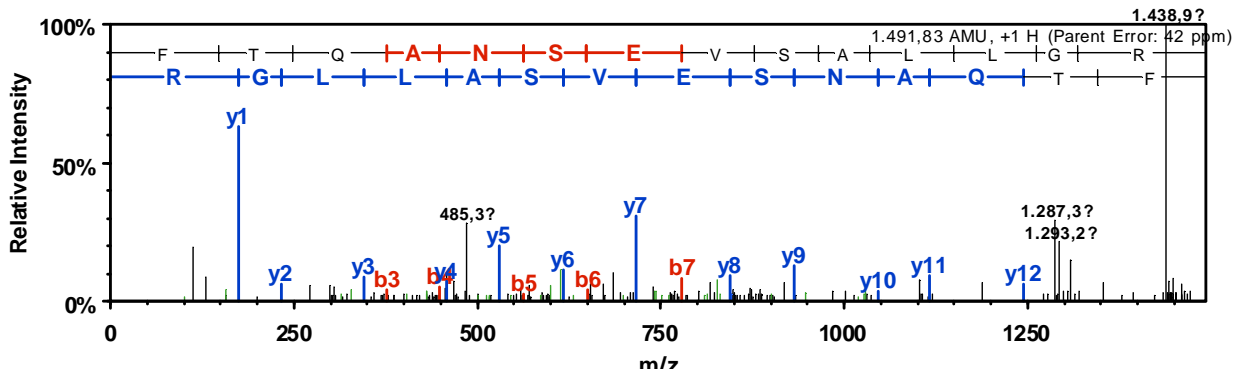 100%
1.438,9?
1.491,83 AMU, +1 H (Parent Error: 42 ppm)
F T Q A N S E V S A L L G R
R G L L A S V E S N A Q T F
Relative Intensity
y1
50%
485,3?
y7
1.287,3?
1.293,2?
y5
y2 y3 b3 b4 y4 b5 y6 b6 b7 y8 y9 y10 y11 y12
0%
0 250 500 750 1000 1250
m/z